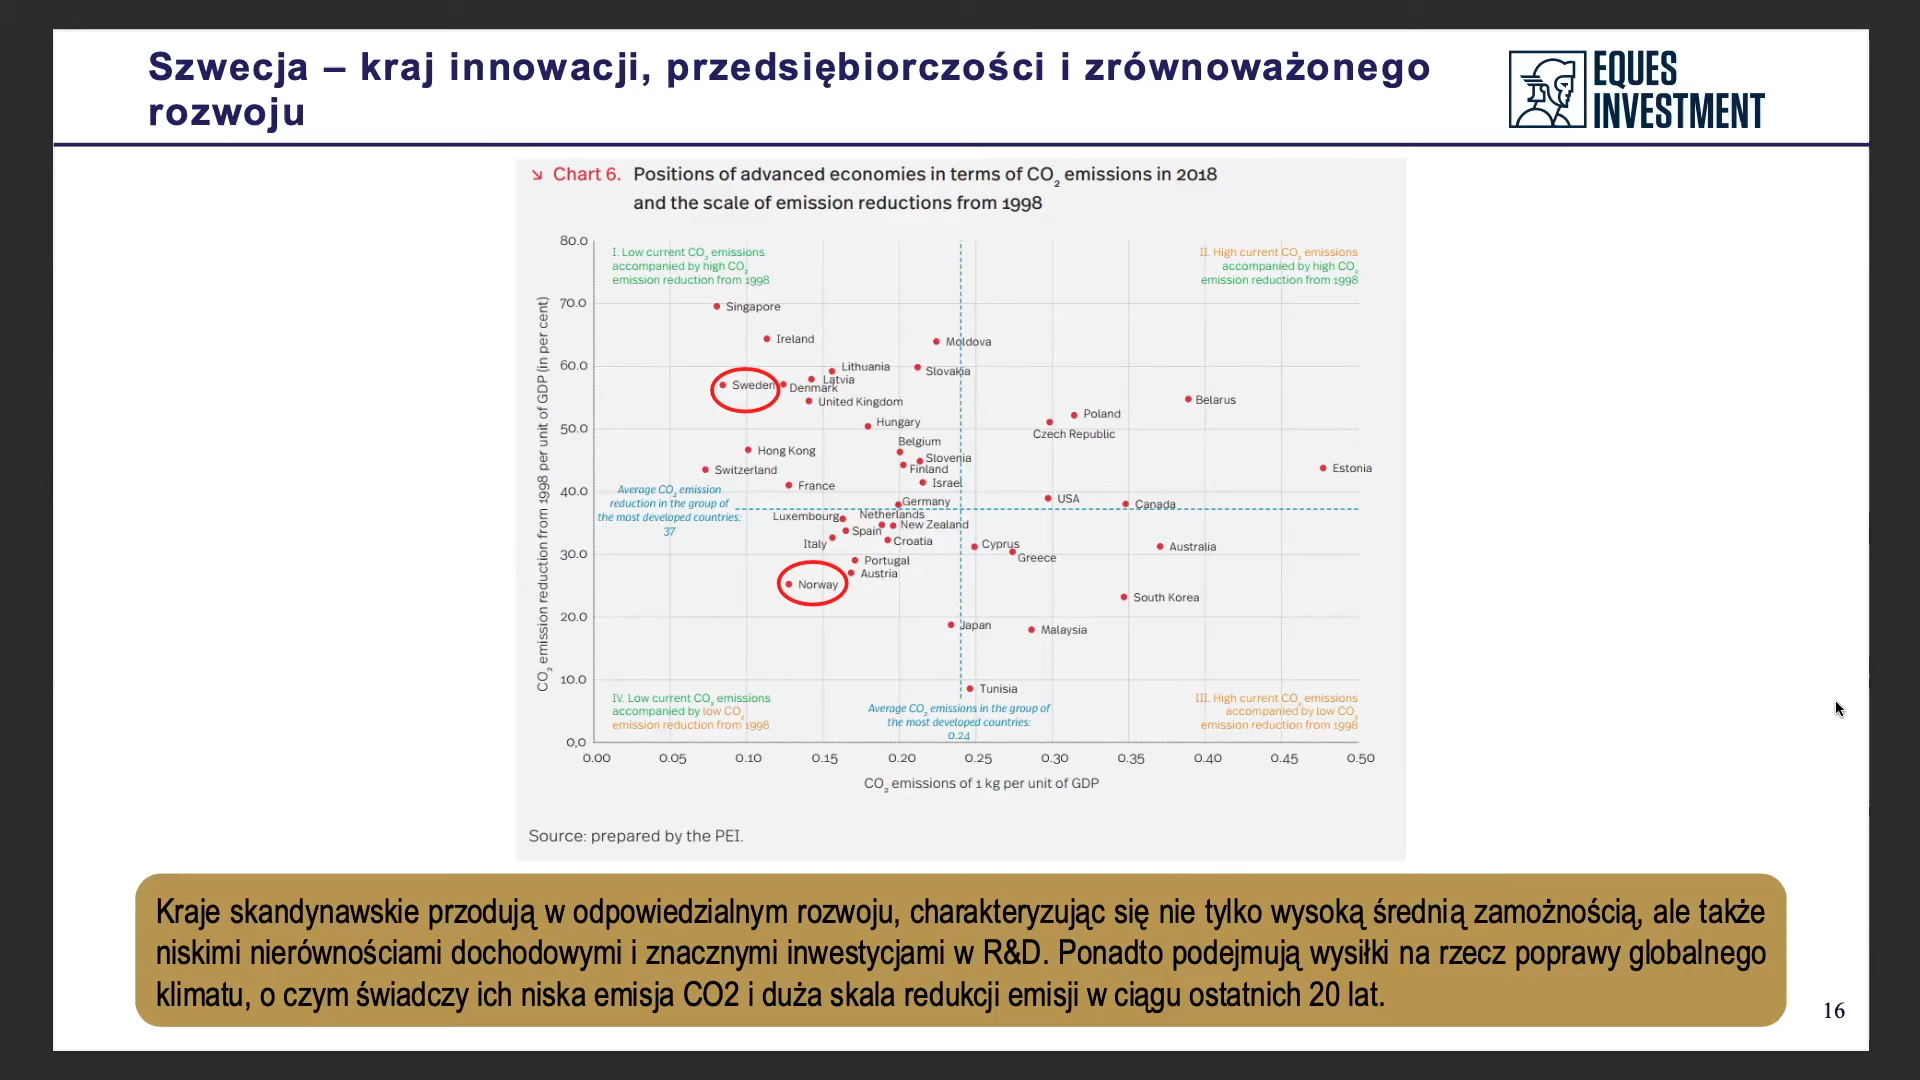 Szwecja – kraj innowacji, przedsiębiorczości i zrównoważonego
rozwoju
EQUES
INVESTMENT
↘ Chart 6. Positions of advanced economies in terms of CO₂ emissions in 2018
and the scale of emission reductions from 1998
CO₂ emission reduction from 1998 per unit of GDP (in per cent)
80.0
70.0
60.0
50.0
40.0
30.0
20.0
10.0
0,0
I. Low current CO₂ emissions
accompanied by high CO₂
emission reduction from 1998
II. High current CO₂ emissions
accompanied by high CO₂
emission reduction from 1998
Singapore
Ireland
Moldova
Lithuania
Slovakia
Latvia
Sweden
Denmark
United Kingdom
Belarus
Poland
Hungary
Czech Republic
Belgium
Hong Kong
Slovenia
Finland
Switzerland
Estonia
Israel
France
USA
Germany
Canada
Average CO₂ emission
reduction in the group of
the most developed countries:
37
Luxembourg
Netherlands
New Zealand
Spain
Italy
Croatia
Cyprus
Australia
Greece
Portugal
Austria
Norway
South Korea
Japan
Malaysia
Tunisia
IV. Low current CO₂ emissions
accompanied by low CO₂
emission reduction from 1998
Average CO₂ emissions in the group of
the most developed countries:
0.24
III. High current CO₂ emissions
accompanied by low CO₂
emission reduction from 1998
0.00 0.05 0.10 0.15 0.20 0.25 0.30 0.35 0.40 0.45 0.50
CO₂ emissions of 1 kg per unit of GDP
Source: prepared by the PEI.
Kraje skandynawskie przodują w odpowiedzialnym rozwoju, charakteryzując się nie tylko wysoką średnią zamożnością, ale także
niskimi nierównościami dochodowymi i znacznymi inwestycjami w R&D. Ponadto podejmują wysiłki na rzecz poprawy globalnego
klimatu, o czym świadczy ich niska emisja CO2 i duża skala redukcji emisji w ciągu ostatnich 20 lat.
16